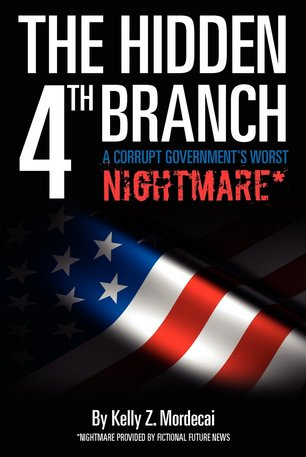 THE HIDDEN
4TH BRANCH
A CORRUPT GOVERNMENT'S WORST
NIGHTMARE*
By Kelly Z. Mordecai
*NIGHTMARE PROVIDED BY FICTIONAL FUTURE NEWS